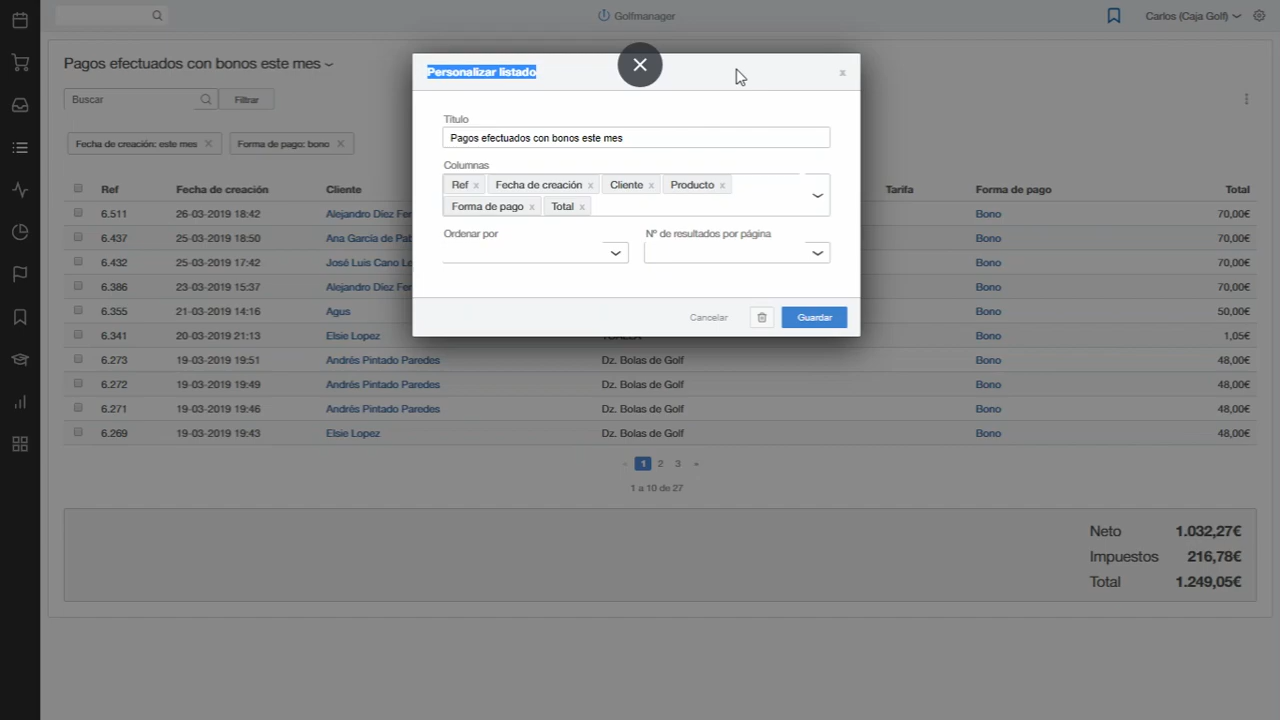 Golfmanager
Carlos (Caja Golf)
Pagos efectuados con bonos este mes
Buscar
Filtrar
Fecha de creación: este mes
Forma de pago: bono
Personalizar listado
x
Título
Pagos efectuados con bonos este mes
Columnas
Ref x Fecha de creación x Cliente x Producto x
Forma de pago x Total x
Ordenar por Nº de resultados por página
Cancelar Guardar
Ref Fecha de creación Cliente Tarifa Forma de pago Total
6.511 26-03-2019 18:42 Alejandro Díez Fer Bono 70,00€
6.437 25-03-2019 18:50 Ana García de Pab Bono 70,00€
6.432 25-03-2019 17:42 José Luis Cano Lo Bono 70,00€
6.386 23-03-2019 15:37 Alejandro Díez Fer Bono 70,00€
6.355 21-03-2019 14:16 Agus Bono 50,00€
6.341 20-03-2019 21:13 Elsie Lopez Bono 1,05€
6.273 19-03-2019 19:51 Andrés Pintado Paredes Dz. Bolas de Golf Bono 48,00€
6.272 19-03-2019 19:49 Andrés Pintado Paredes Dz. Bolas de Golf Bono 48,00€
6.271 19-03-2019 19:46 Andrés Pintado Paredes Dz. Bolas de Golf Bono 48,00€
6.269 19-03-2019 19:43 Elsie Lopez Dz. Bolas de Golf Bono 48,00€
« 1 2 3 »
1 a 10 de 27
Neto 1.032,27€
Impuestos 216,78€
Total 1.249,05€